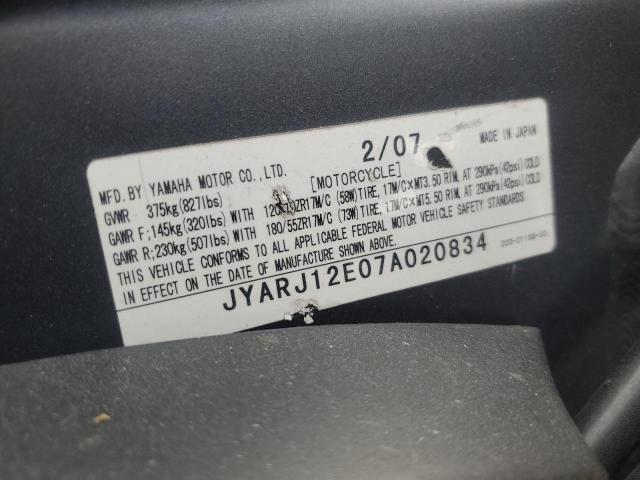 MFD. BY YAMAHA MOTOR CO., LTD. 2/07 MADE IN JAPAN
GVWR 375kg(827lbs) [MOTORCYCLE]
GAWR F;145kg(320lbs) WITH ZR17M/C (58W)TIRE, 17M/C×MT3.50 RIM, AT 290kPa(42psi)COLD
GAWR R;230kg(507lbs) WITH 180/55ZR17M/C (73W)TIRE, 17M/C×MT5.50 RIM, AT 290kPa(42psi)COLD
THIS VEHICLE CONFORMS TO ALL APPLICABLE FEDERAL MOTOR VEHICLE SAFETY STANDARDS
IN EFFECT ON THE DATE OF MANUFACTURE SHOWN ABOVE.
JYARJ12E07A020834